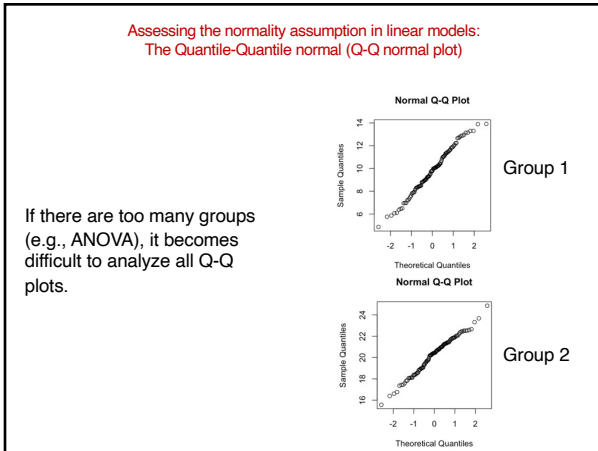 Assessing the normality assumption in linear models:
The Quantile-Quantile normal (Q-Q normal plot)
If there are too many groups
(e.g., ANOVA), it becomes
difficult to analyze all Q-Q
plots.
Normal Q-Q Plot
Sample Quantiles
14
12
10
8
6
-2 -1 0 1 2
Theoretical Quantiles
Group 1
Normal Q-Q Plot
Sample Quantiles
24
22
20
18
16
-2 -1 0 1 2
Theoretical Quantiles
Group 2